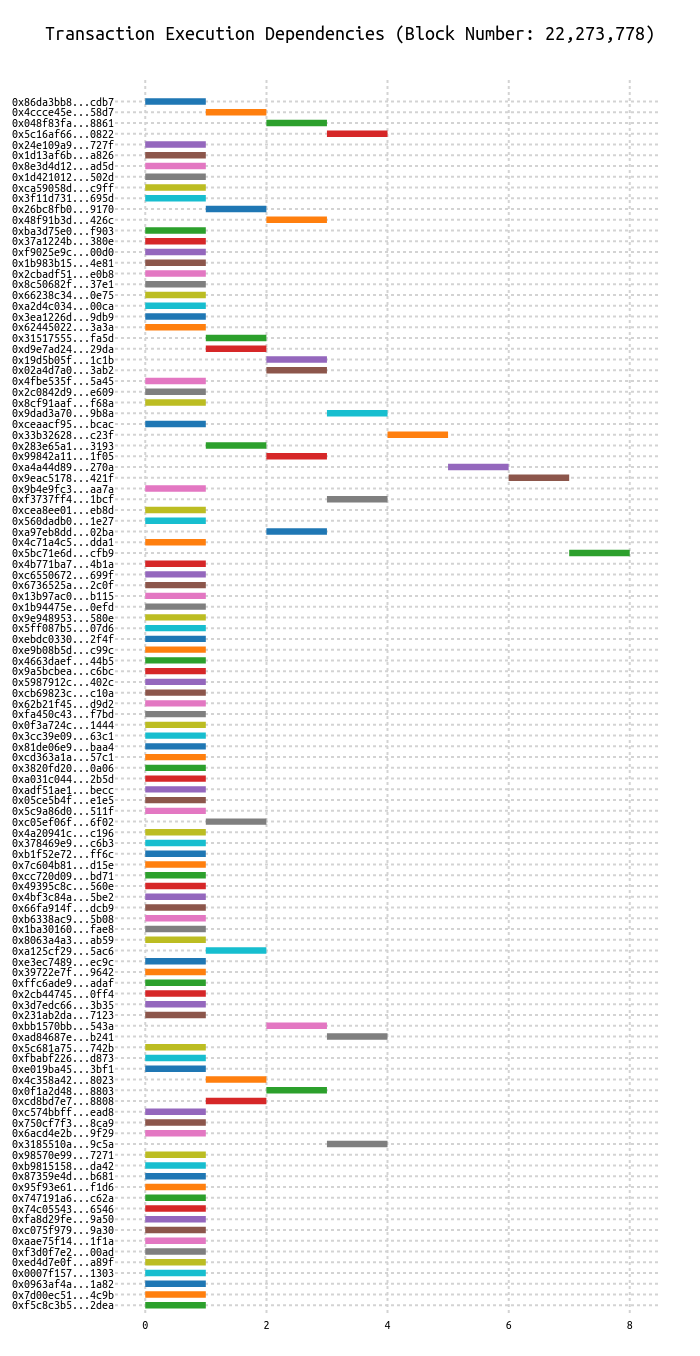 Transaction Execution Dependencies (Block Number: 22,273,778)
0x86da3bb8...cdb7
0x4ccce45e...58d7
0x048f83fa...8861
0x5c16af66...0822
0x24e109a9...727f
0x1d13af6b...a826
0x8e3d4d12...ad5d
0x1d421012...502d
0xca59058d...c9ff
0x3f11d731...695d
0x26bc8fb0...9170
0x48f91b3d...426c
0xba3d75e0...f903
0x37a1224b...380e
0xf9025e9c...00d0
0x1b983b15...4e81
0x2cbadf51...e0b8
0x8c50682f...37e1
0x66238c34...0e75
0xa2d4c034...00ca
0x3ea1226d...9db9
0x62445022...3a3a
0x31517555...fa5d
0xd9e7ad24...29da
0x19d5b05f...1c1b
0x02a4d7a0...3ab2
0x4fbe535f...5a45
0x2c0842d9...e609
0x8cf91aaf...f68a
0x9dad3a70...9b8a
0xceaacf95...bcac
0x33b32628...c23f
0x283e65a1...3193
0x99842a11...1f05
0xa4a44d89...270a
0x9eac5178...421f
0x9b4e9fc3...aa7a
0xf3737ff4...1bcf
0xcea8ee01...eb8d
0x560dadb0...1e27
0xa97eb8dd...02ba
0x4c71a4c5...dda1
0x5bc71e6d...cfb9
0x4b771ba7...4b1a
0xc6550672...699f
0x6736525a...2c0f
0x13b97ac0...b115
0x1b94475e...0efd
0x9e948953...580e
0x5ff087b5...07d6
0xebdc0330...2f4f
0xe9b08b5d...c99c
0x4663daef...44b5
0x9a5bcbea...c6bc
0x5987912c...402c
0xcb69823c...c10a
0x62b21f45...d9d2
0xfa450c43...f7bd
0x0f3a724c...1444
0x3cc39e09...63c1
0x81de06e9...baa4
0xcd363a1a...57c1
0x3820fd20...0a06
0xa031c044...2b5d
0xadf51ae1...becc
0x05ce5b4f...e1e5
0x5c9a86d0...511f
0xc05ef06f...6f02
0x4a20941c...c196
0x378469e9...c6b3
0xb1f52e72...ff6c
0x7c604b81...d15e
0xcc720d09...bd71
0x49395c8c...560e
0x4bf3c84a...5be2
0x66fa914f...dcb9
0xb6338ac9...5b08
0x1ba30160...fae8
0x8063a4a3...ab59
0xa125cf29...5ac6
0xe3ec7489...ec9c
0x39722e7f...9642
0xffc6ade9...adaf
0x2cb44745...0ff4
0x3d7edc66...3b35
0x231ab2da...7123
0xbb1570bb...543a
0xad84687e...b241
0x5c681a75...742b
0xfbabf226...d873
0xe019ba45...3bf1
0x4c358a42...8023
0x0f1a2d48...8803
0xcd8bd7e7...8808
0xc574bbff...ead8
0x750cf7f3...8ca9
0x6acd4e2b...9f29
0x3185510a...9c5a
0x98570e99...7271
0xb9815158...da42
0x87359e4d...b681
0x95f93e61...f1d6
0x747191a6...c62a
0x74c05543...6546
0xfa8d29fe...9a50
0xc075f979...9a30
0xaae75f14...1f1a
0xf3d0f7e2...00ad
0xed4d7e0f...a89f
0x0007f157...1303
0x0963af4a...1a82
0x7d00ec51...4c9b
0xf5c8c3b5...2dea
0 2 4 6 8